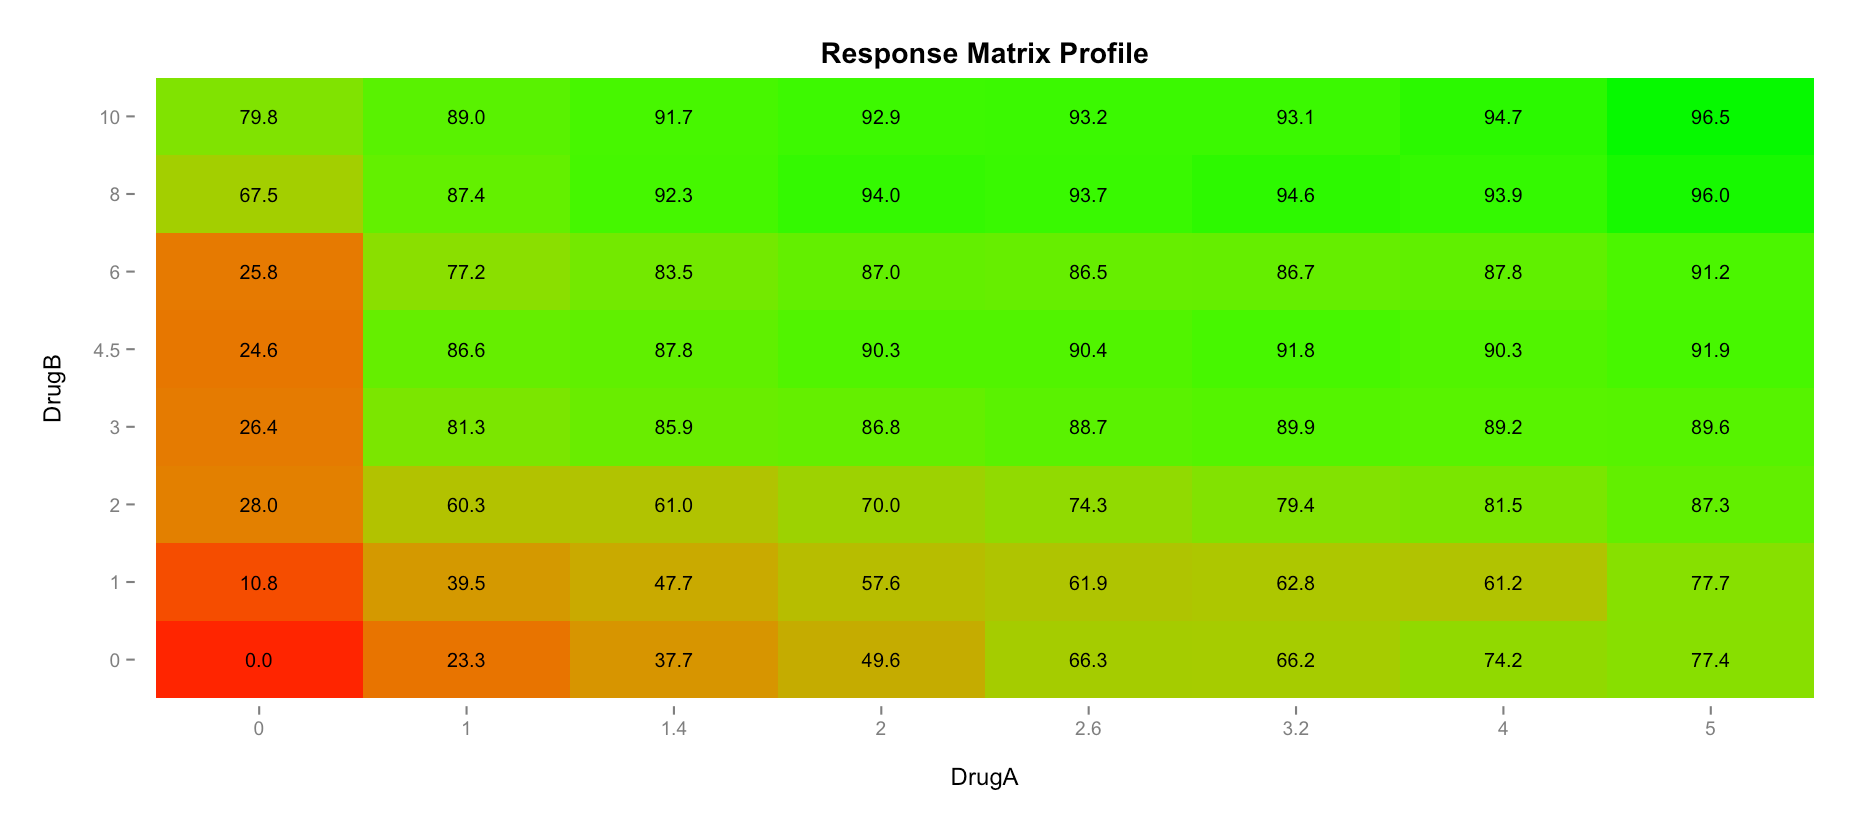 Response Matrix Profile
10 79.8 89.0 91.7 92.9 93.2 93.1 94.7 96.5
8 67.5 87.4 92.3 94.0 93.7 94.6 93.9 96.0
6 25.8 77.2 83.5 87.0 86.5 86.7 87.8 91.2
4.5 24.6 86.6 87.8 90.3 90.4 91.8 90.3 91.9
3 26.4 81.3 85.9 86.8 88.7 89.9 89.2 89.6
2 28.0 60.3 61.0 70.0 74.3 79.4 81.5 87.3
1 10.8 39.5 47.7 57.6 61.9 62.8 61.2 77.7
0 0.0 23.3 37.7 49.6 66.3 66.2 74.2 77.4
0 1 1.4 2 2.6 3.2 4 5
DrugA
DrugB